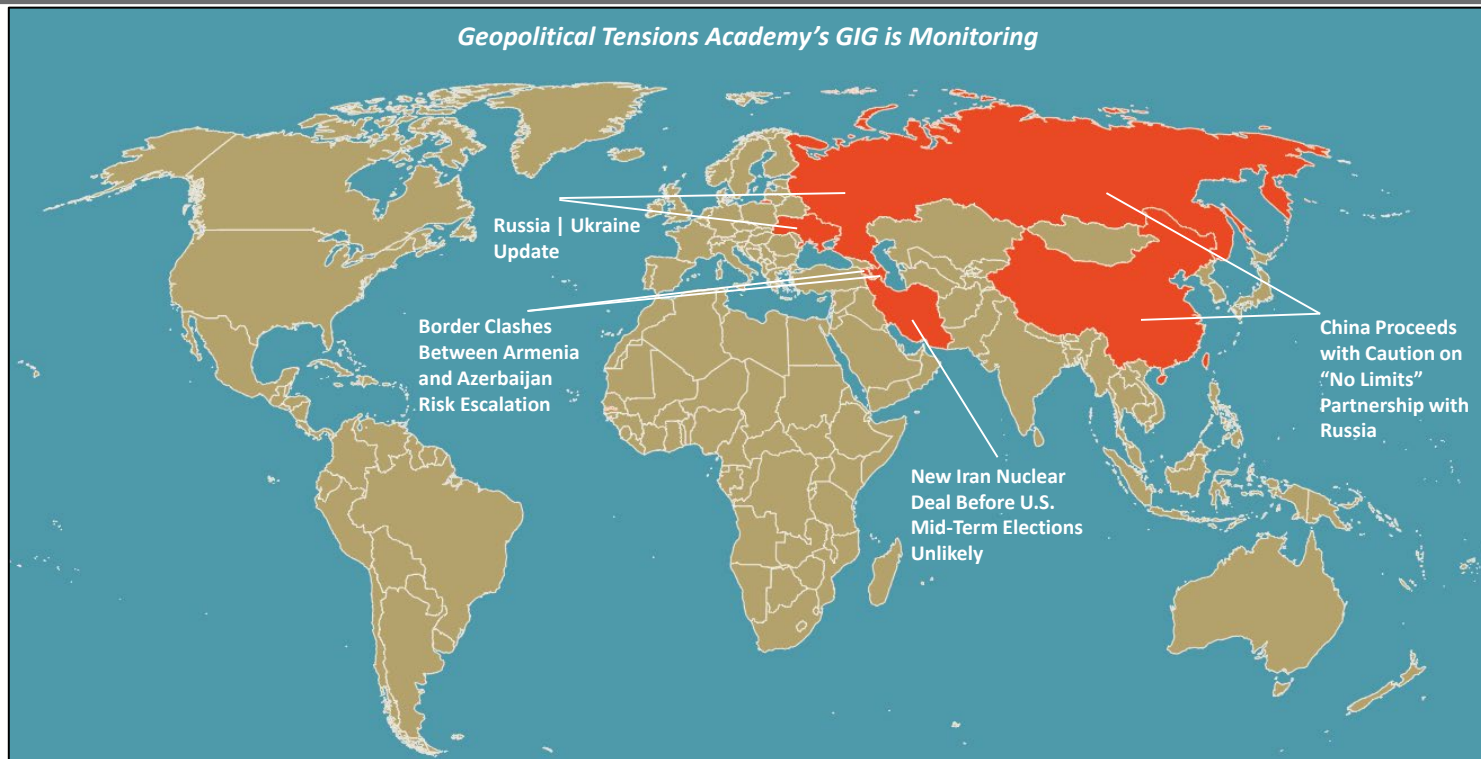 Geopolitical Tensions Academy’s GIG is Monitoring
Russia | Ukraine
Update
Border Clashes
Between Armenia
and Azerbaijan
Risk Escalation
China Proceeds
with Caution on
“No Limits”
Partnership with
Russia
New Iran Nuclear
Deal Before U.S.
Mid-Term Elections
Unlikely